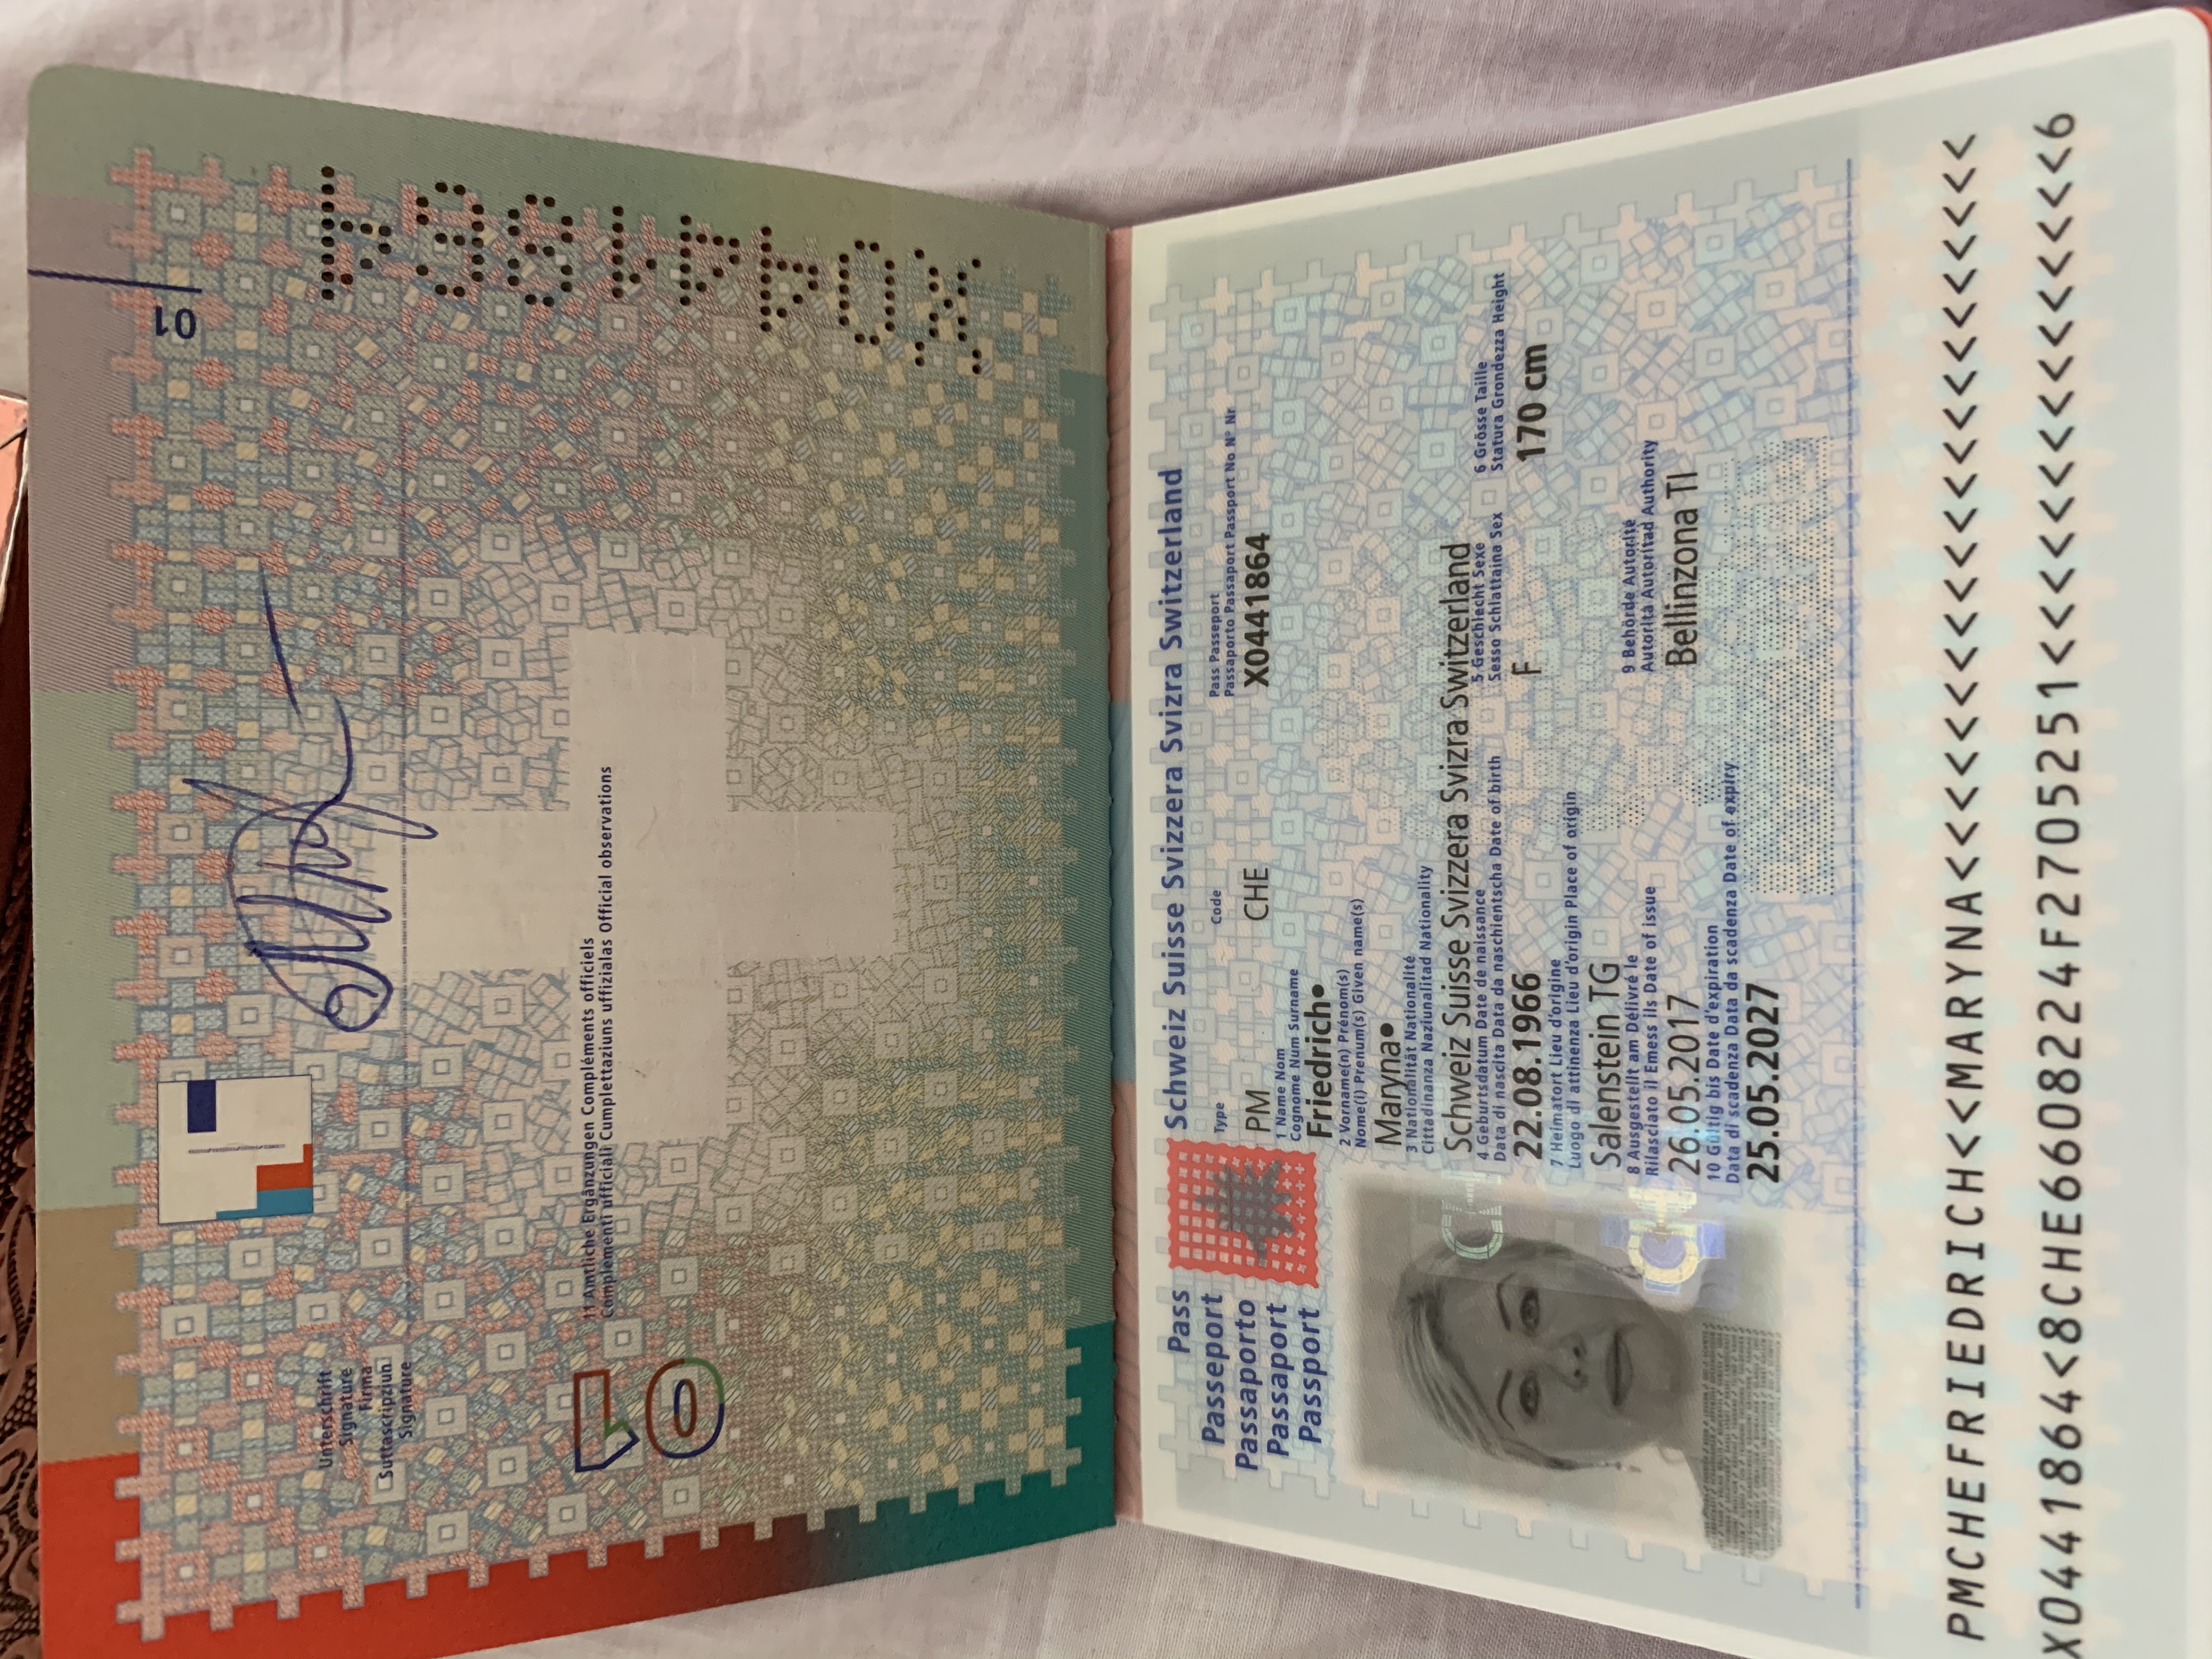 01
Unterschrift
Signature
Firma
Suttascripziun
Signature
11 Amtliche Ergänzungen Compléments officiels
Complementi ufficiali Cumplettaziuns uffizialas Official observations
Pass
Passeport
Passaporto
Passaport
Passport
Schweiz Suisse Svizzera Svizra Switzerland
Type
Code
Pass Passeport
Passaporto Passaport Passport No N° Nr
PM
CHE
X0441864
1 Name Nom
Cognome Num Surname
Friedrich•
2 Vorname(n) Prénom(s)
Nome(i) Prenum(s) Given name(s)
Maryna•
3 Nationalität Nationalité
Cittadinanza Naziunalitad Nationality
Schweiz Suisse Svizzera Svizra Switzerland
4 Geburtsdatum Date de naissance
Data di nascita Data da naschientscha Date of birth
5 Geschlecht Sexe
Sesso Schlattaina Sex
6 Grösse Taille
Statura Grondezza Height
22.08.1966
F
170 cm
7 Heimatort Lieu d'origine
Luogo di attinenza Lieu d'origin Place of origin
Salenstein TG
8 Ausgestellt am Délivré le
Rilasciato il Emess ils Date of issue
9 Behörde Autorité
Autorità Autoritad Authority
26.05.2017
Bellinzona TI
10 Gültig bis Date d'expiration
Data di scadenza Data da scadenza Date of expiry
25.05.2027
CH
CH
PMCHEFRIEDRICH<<MARYNA<<<<<<<<<<<<<<<<<<<<<<
X0441864<8CHE6608224F2705251<<<<<<<<<<<<<<<6